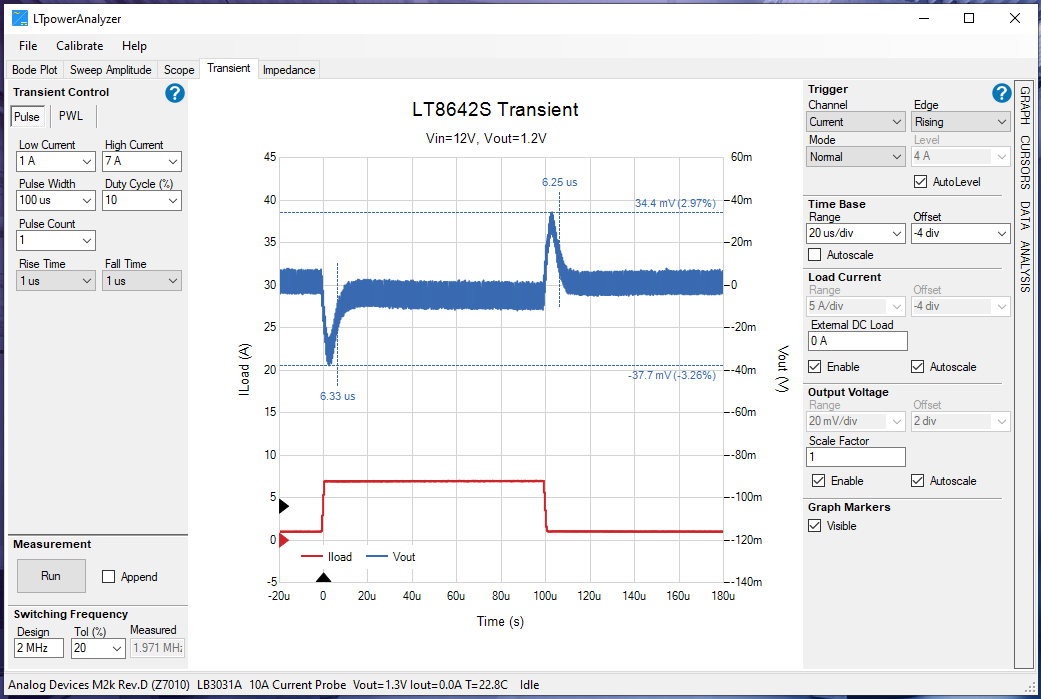 LTpowerAnalyzer
File Calibrate Help
Bode Plot Sweep Amplitude Scope Transient Impedance
Transient Control ?
Pulse PWL
Low Current High Current
1 A 7 A
Pulse Width Duty Cycle (%)
100 us 10
Pulse Count
1
Rise Time Fall Time
1 us 1 us
Measurement
Run Append
Switching Frequency
Design Tol (%) Measured
2 MHz 20 1.971 MHz
LT8642S Transient
Vin=12V, Vout=1.2V
45 60m
6.25 us
40 34.4 mV (2.97%) 40m
35 20m
30 0
25 -20m
20 -40m
-37.7 mV (-3.26%)
6.33 us
ILoad (A)
Vout (V)
15 -60m
10 -80m
5 -100m
0 -120m
Iload Vout
-5 -140m
-20u 0 20u 40u 60u 80u 100u 120u 140u 160u 180u
Time (s)
Trigger ?
Channel Edge
Current Rising
Mode Level
Normal 4 A
AutoLevel
Time Base
Range Offset
20 us/div -4 div
Autoscale
Load Current
Range Offset
5 A/div -4 div
External DC Load
0 A
Enable Autoscale
Output Voltage
Range Offset
20 mV/div 2 div
Scale Factor
1
Enable Autoscale
Graph Markers
Visible
GRAPH CURSORS DATA ANALYSIS
Analog Devices M2k Rev.D (Z7010) LB3031A 10A Current Probe Vout=1.3V Iout=0.0A T=22.8C Idle